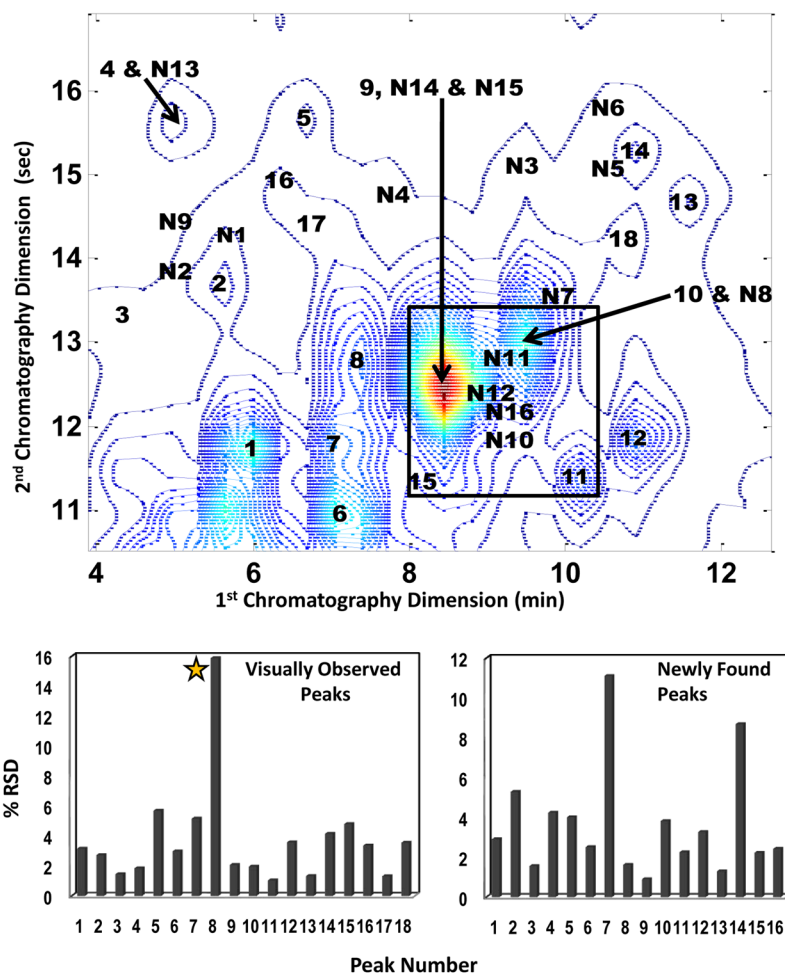 4 & N13
9, N14 & N15
N6
5
14
N3
N5
16
N4
13
N9
17
N1
18
N2
2
N7
10 & N8
3
8
N11
N12
N16
1
7
N10
12
15
11
6
16
15
14
13
12
11
2nd Chromatography Dimension (sec)
4 6 8 10 12
1st Chromatography Dimension (min)
Visually Observed
Peaks
16
14
12
10
8
6
4
2
0
% RSD
1 2 3 4 5 6 7 8 9 10 11 12 13 14 15 16 17 18
Newly Found
Peaks
12
10
8
6
4
2
0
1 2 3 4 5 6 7 8 9 10 11 12 13 14 15 16
Peak Number